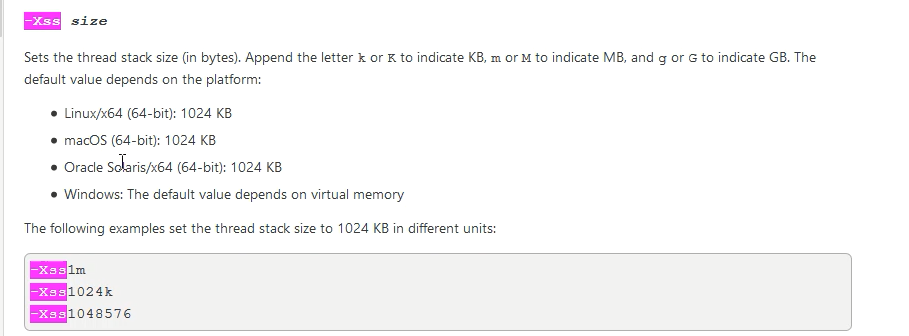 -Xss size
Sets the thread stack size (in bytes). Append the letter k or K to indicate KB, m or M to indicate MB, and g or G to indicate GB. The
default value depends on the platform:
• Linux/x64 (64-bit): 1024 KB
• macOS (64-bit): 1024 KB
• Oracle Solaris/x64 (64-bit): 1024 KB
• Windows: The default value depends on virtual memory
The following examples set the thread stack size to 1024 KB in different units:
-Xss1m
-Xss1024k
-Xss1048576